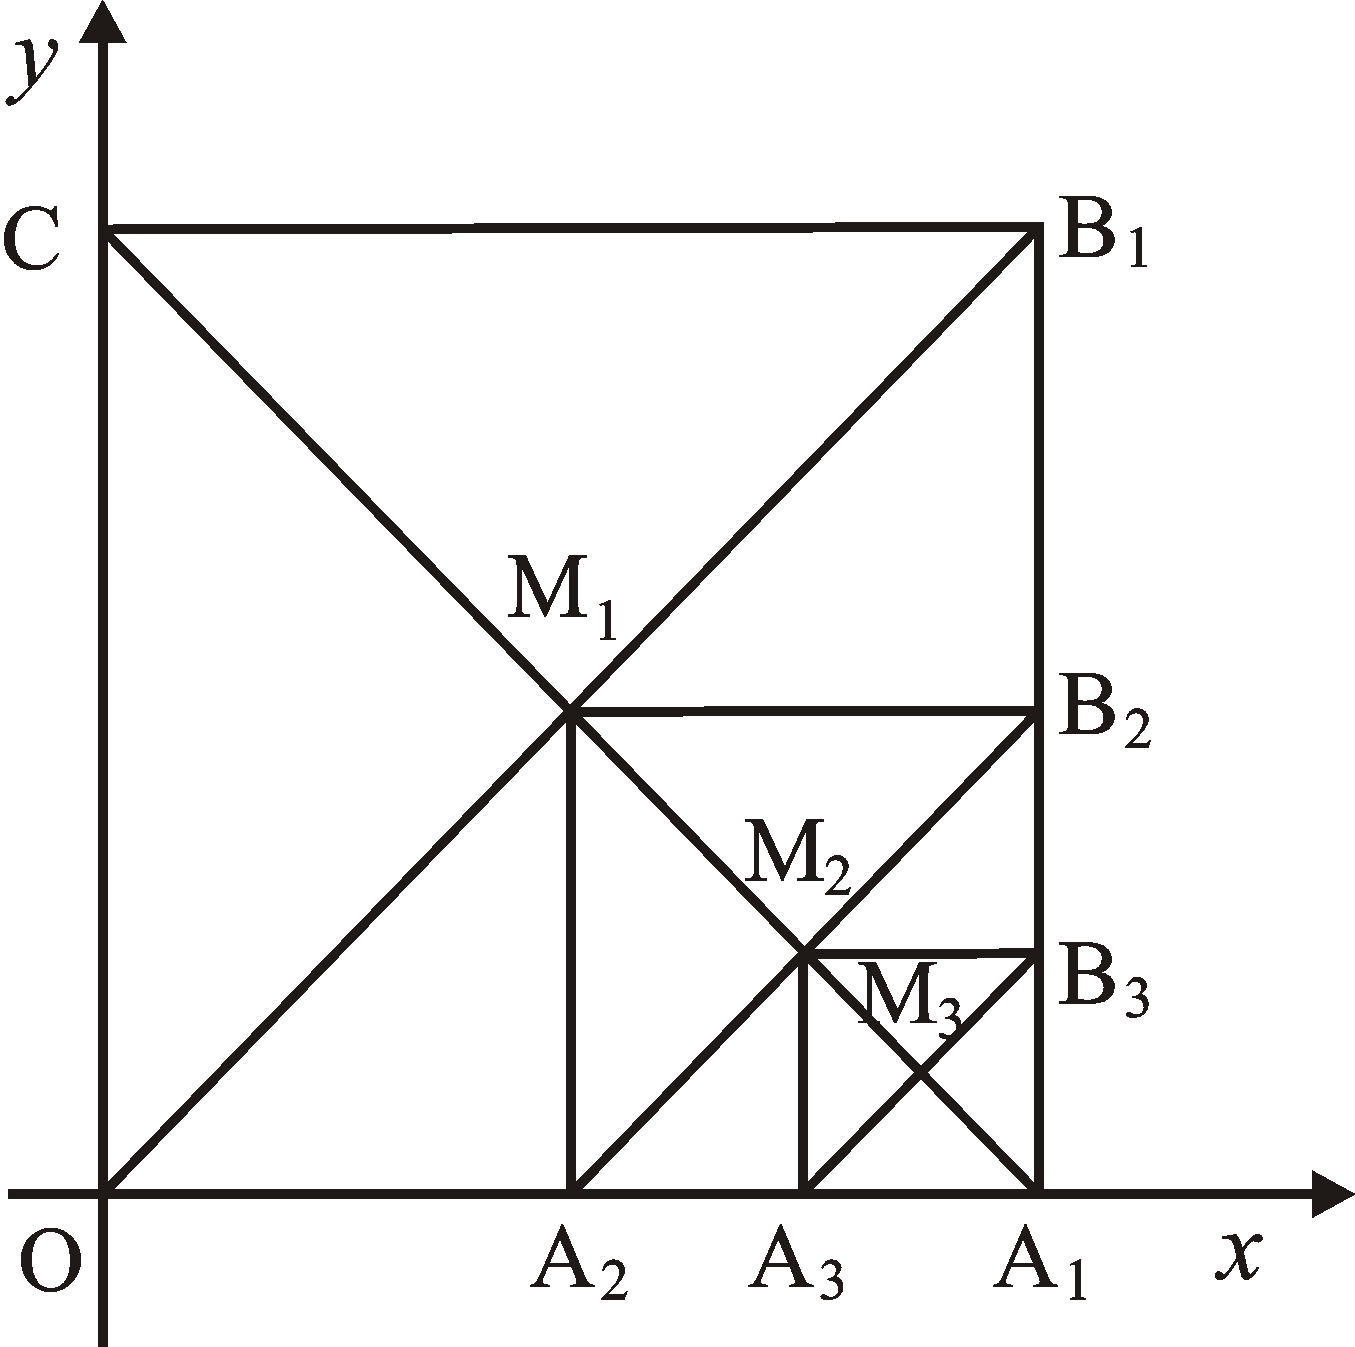 y
C B₁
M₁
B₂
M₂
B₃
M₃
O A₂ A₃ A₁ x